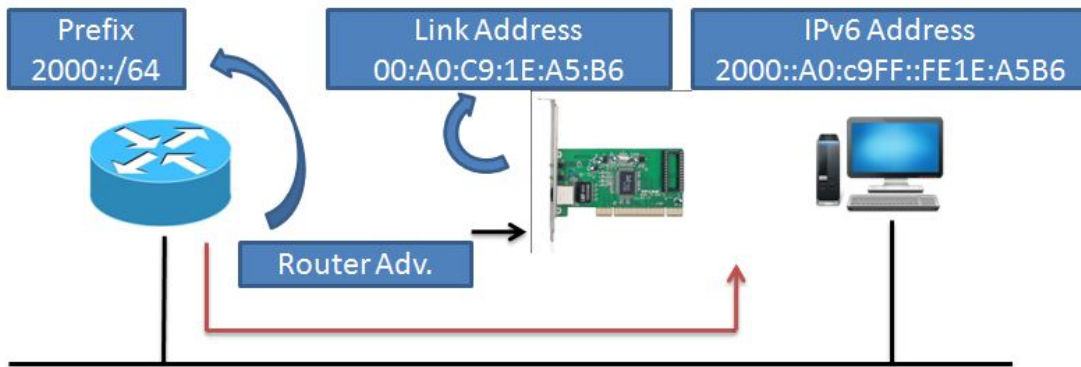 Prefix
2000::/64
Link Address
00:A0:C9:1E:A5:B6
IPv6 Address
2000::A0:c9FF::FE1E:A5B6
Router Adv.